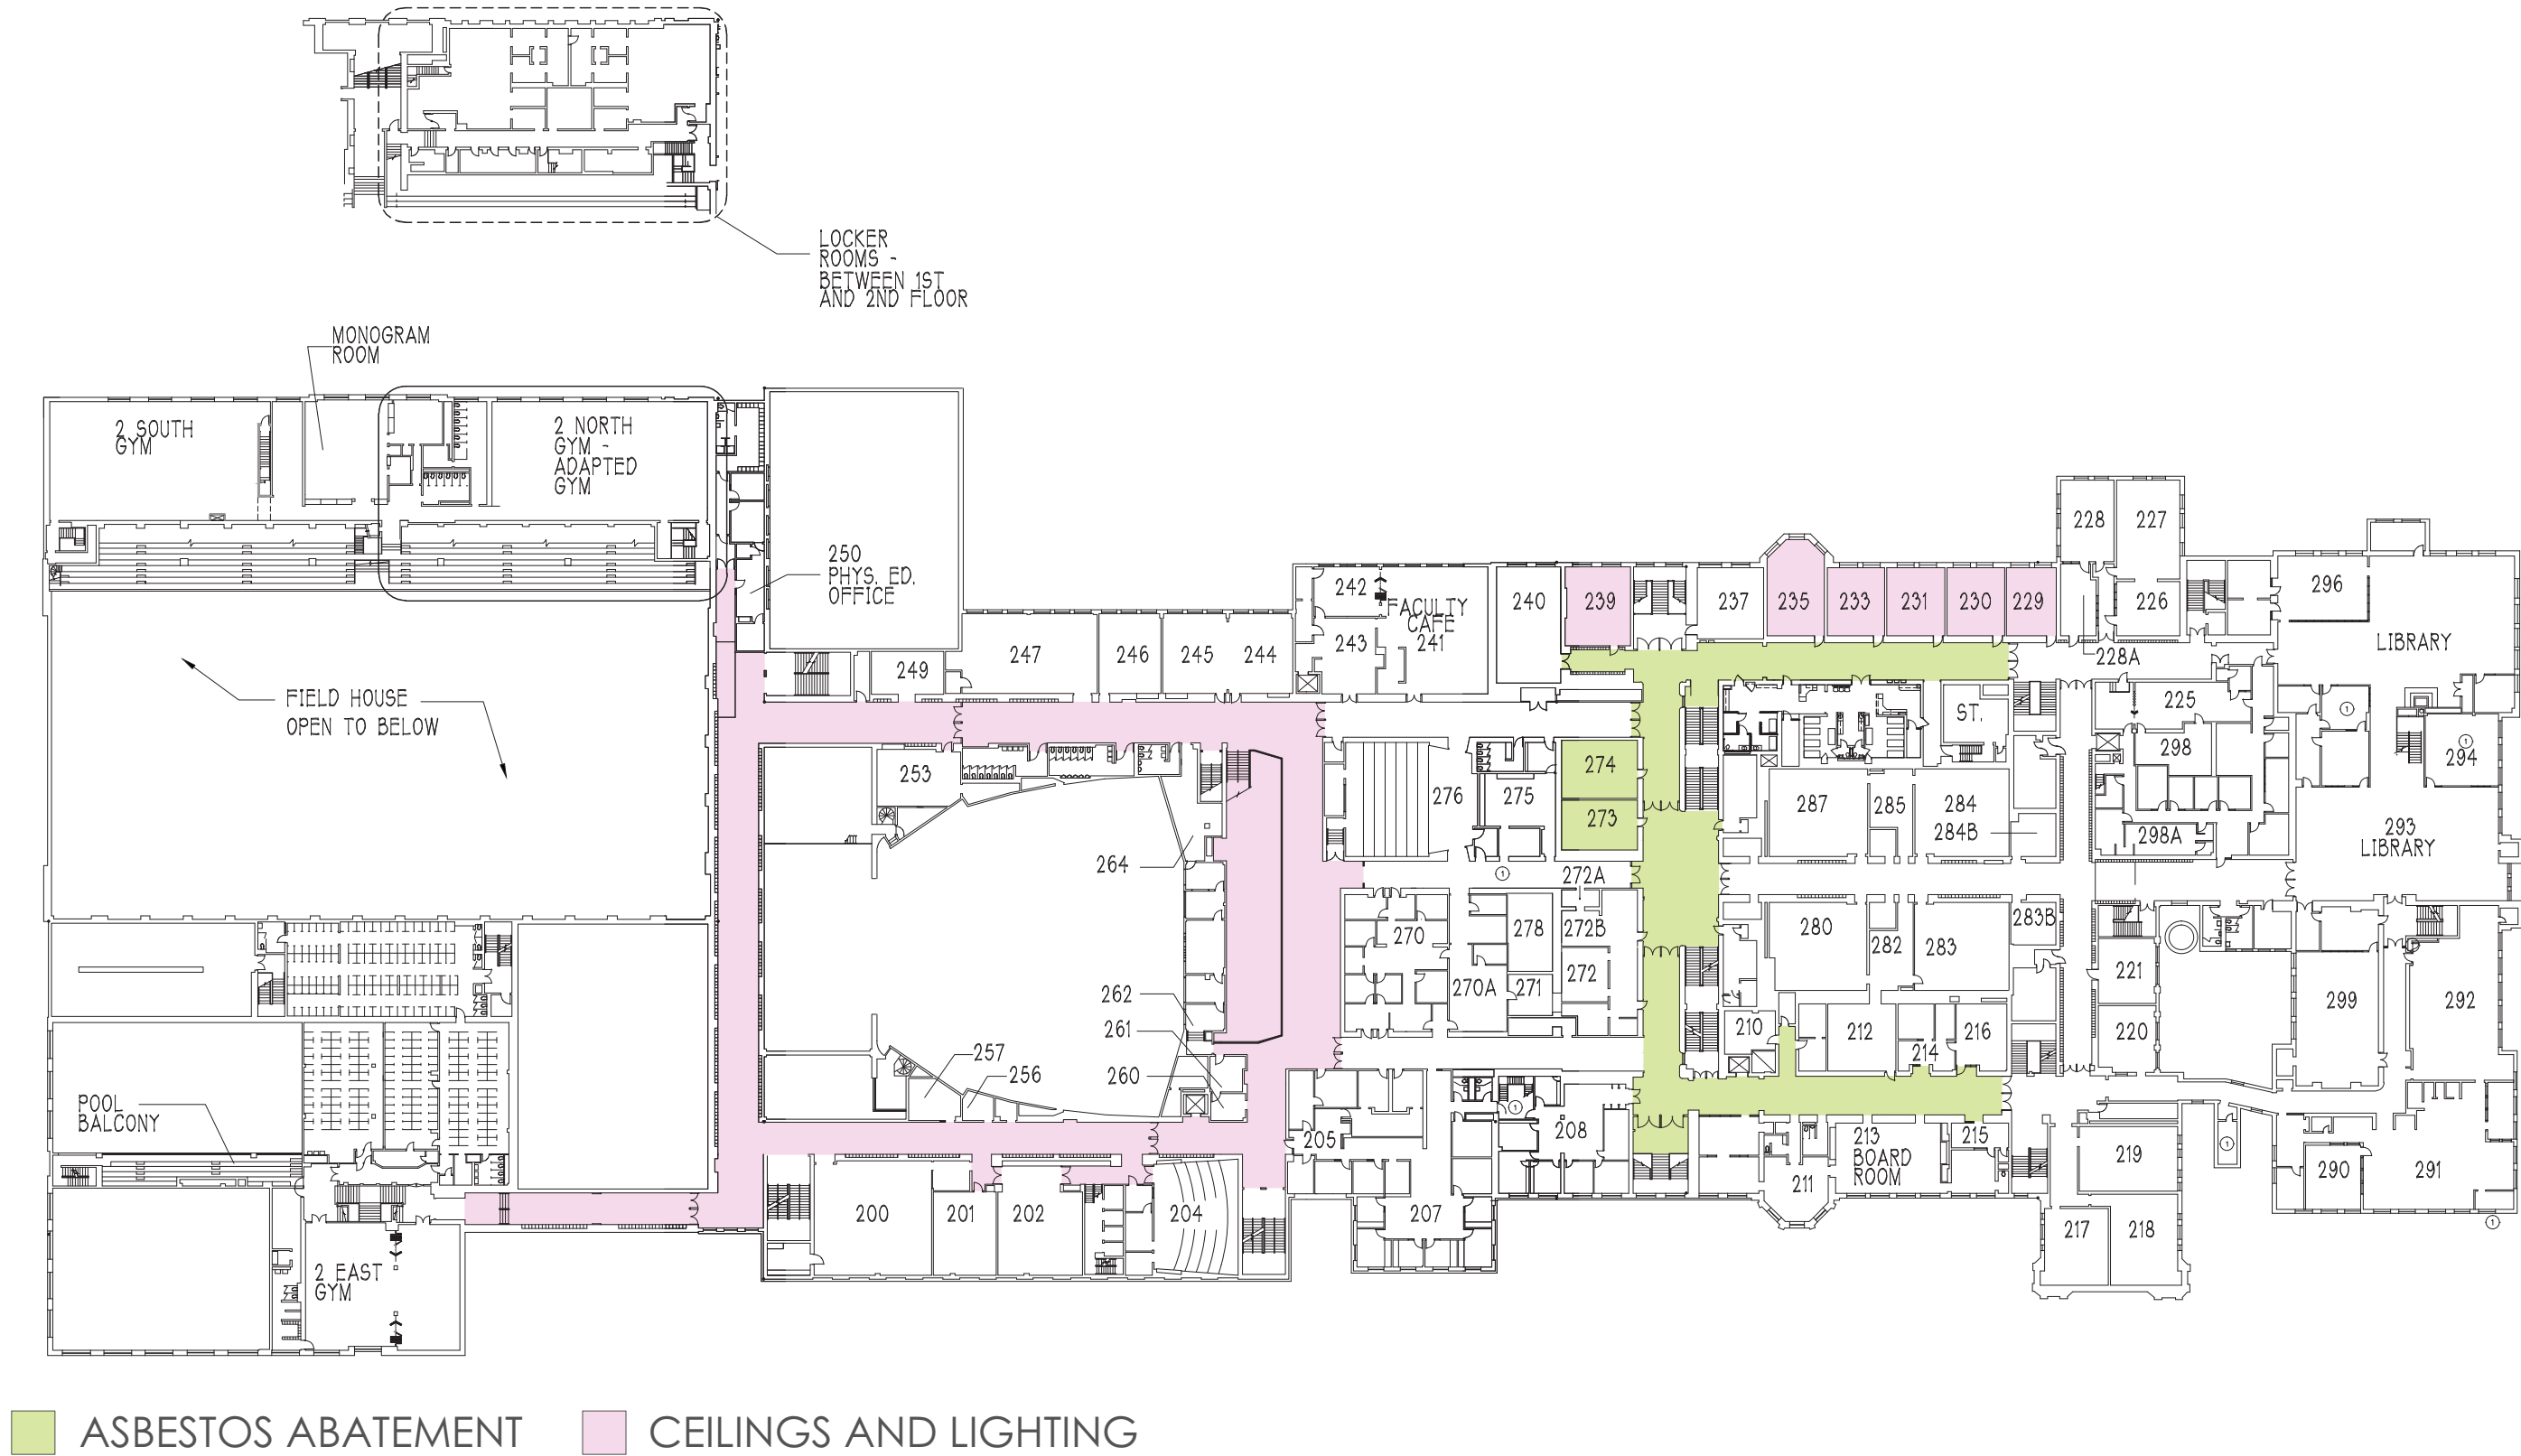 LOCKER
ROOMS -
BETWEEN 1ST
AND 2ND FLOOR
MONOGRAM
ROOM
2 SOUTH
GYM
2 NORTH
GYM -
ADAPTED
GYM
250
PHYS. ED.
OFFICE
FIELD HOUSE
OPEN TO BELOW
249
247
246
245
244
242
243
FACULTY
CAFE
241
240
239
237
235
233
231
230
229
228
227
226
228A
296
LIBRARY
225
298
298A
1
1
294
293
LIBRARY
253
264
262
261
260
257
256
276
275
274
273
1
272A
272B
272
278
271
270
270A
ST.
287
285
284
284B
280
282
283
283B
210
212
214
216
221
220
299
292
POOL
BALCONY
2 EAST
GYM
200
201
202
204
205
207
1
208
211
213
BOARD
ROOM
215
217
218
219
1
290
291
1
ASBESTOS ABATEMENT
CEILINGS AND LIGHTING